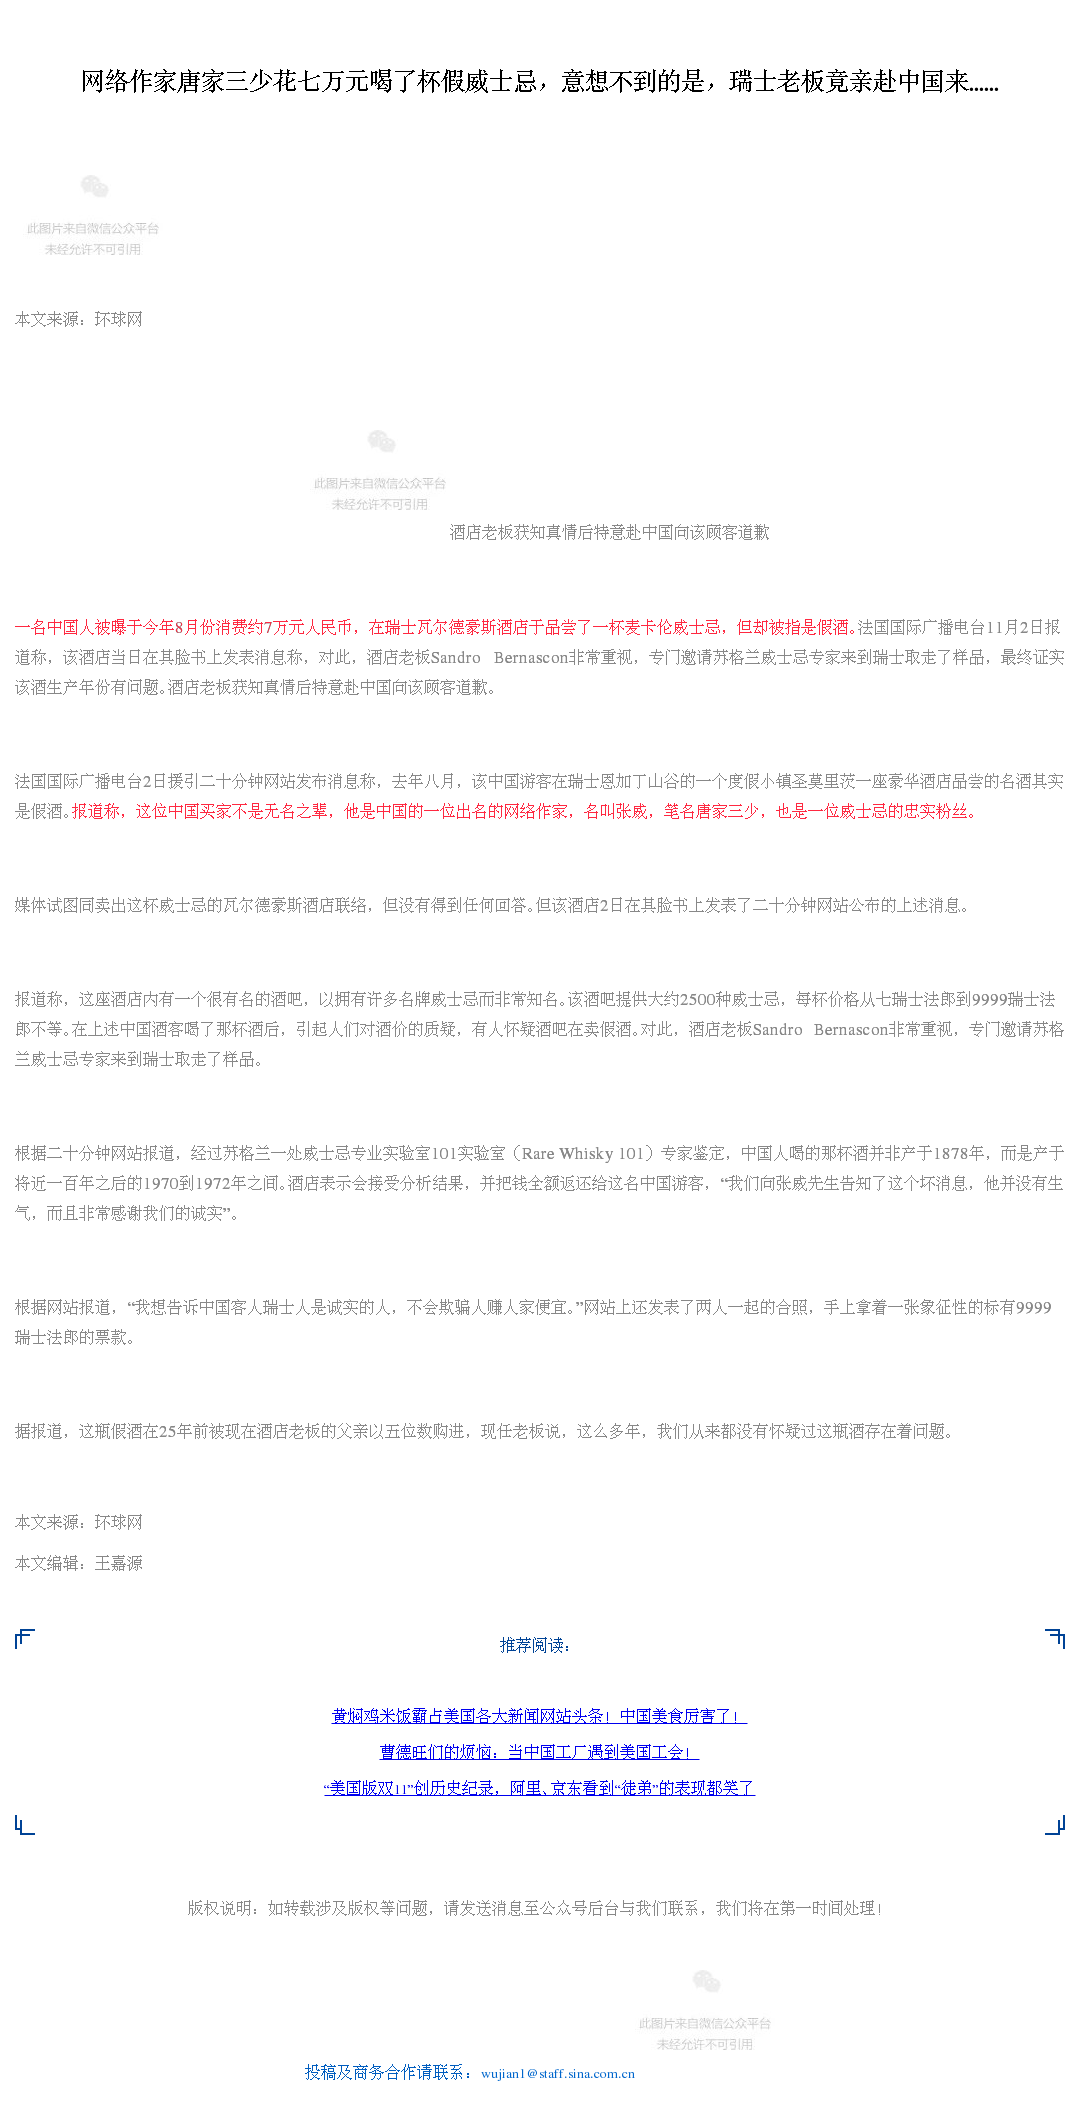 网络作家唐家三少花七万元喝了杯假威士忌，意想不到的是，瑞士老板竟亲赴中国来......
此图片来自微信公众平台
未经允许不可引用
本文来源：环球网
此图片来自微信公众平台
未经允许不可引用
酒店老板获知真情后特意赴中国向该顾客道歉
一名中国人被曝于今年8月份消费约7万元人民币，在瑞士瓦尔德豪斯酒店于品尝了一杯麦卡伦威士忌，但却被指是假酒。法国国际广播电台11月2日报
道称，该酒店当日在其脸书上发表消息称，对此，酒店老板Sandro Bernascon非常重视，专门邀请苏格兰威士忌专家来到瑞士取走了样品，最终证实
该酒生产年份有问题。酒店老板获知真情后特意赴中国向该顾客道歉。
法国国际广播电台2日援引二十分钟网站发布消息称，去年八月，该中国游客在瑞士恩加丁山谷的一个度假小镇圣莫里茨一座豪华酒店品尝的名酒其实
是假酒。报道称，这位中国买家不是无名之辈，他是中国的一位出名的网络作家，名叫张威，笔名唐家三少，也是一位威士忌的忠实粉丝。
媒体试图同卖出这杯威士忌的瓦尔德豪斯酒店联络，但没有得到任何回答。但该酒店2日在其脸书上发表了二十分钟网站公布的上述消息。
报道称，这座酒店内有一个很有名的酒吧，以拥有许多名牌威士忌而非常知名。该酒吧提供大约2500种威士忌，每杯价格从七瑞士法郎到9999瑞士法
郎不等。在上述中国酒客喝了那杯酒后，引起人们对酒价的质疑，有人怀疑酒吧在卖假酒。对此，酒店老板Sandro Bernascon非常重视，专门邀请苏格
兰威士忌专家来到瑞士取走了样品。
根据二十分钟网站报道，经过苏格兰一处威士忌专业实验室101实验室（Rare Whisky 101）专家鉴定，中国人喝的那杯酒并非产于1878年，而是产于
将近一百年之后的1970到1972年之间。酒店表示会接受分析结果，并把钱全额返还给这名中国游客，“我们向张威先生告知了这个坏消息，他并没有生
气，而且非常感谢我们的诚实”。
根据网站报道，“我想告诉中国客人瑞士人是诚实的人，不会欺骗人赚人家便宜。”网站上还发表了两人一起的合照，手上拿着一张象征性的标有9999
瑞士法郎的票款。
据报道，这瓶假酒在25年前被现在酒店老板的父亲以五位数购进，现任老板说，这么多年，我们从来都没有怀疑过这瓶酒存在着问题。
本文来源：环球网
本文编辑：王嘉源
推荐阅读：
黄焖鸡米饭霸占美国各大新闻网站头条！中国美食厉害了！
曹德旺们的烦恼：当中国工厂遇到美国工会！
“美国版双11”创历史纪录，阿里、京东看到“徒弟”的表现都笑了
版权说明：如转载涉及版权等问题，请发送消息至公众号后台与我们联系，我们将在第一时间处理！
此图片来自微信公众平台
未经允许不可引用
投稿及商务合作请联系：wujian1@staff.sina.com.cn